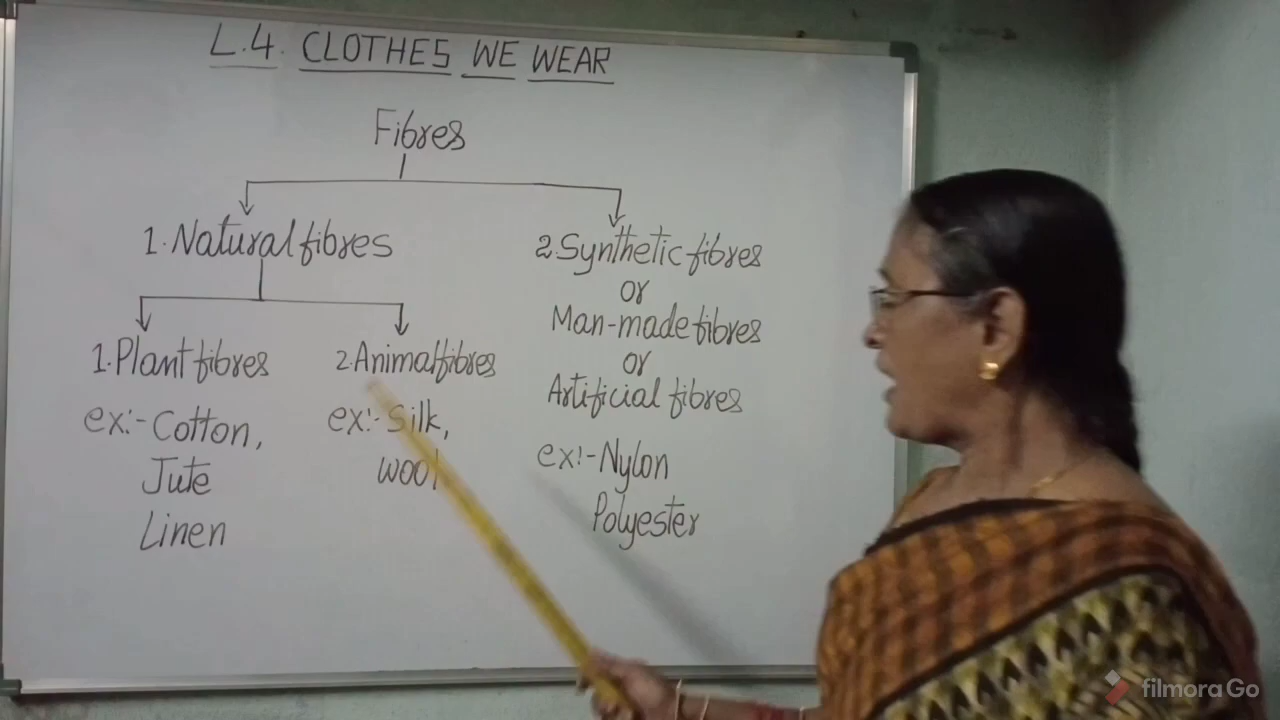 L.4. CLOTHES WE WEAR
Fibres
1. Natural fibres
2. Synthetic fibres
or
Man-made fibres
or
Artificial fibres
ex:- Nylon
Polyester
1. Plant fibres
ex:- Cotton,
Jute
Linen
2. Animal fibres
ex:- Silk,
wool
filmora Go